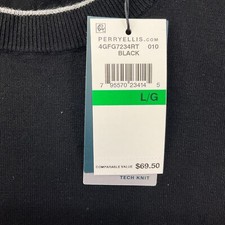 PERRYELLIS.COM
4GFG7234RT 010
BLACK
7 95570 23414 5
L/G
COMPARABLE VALUE $69.50
TECH KNIT